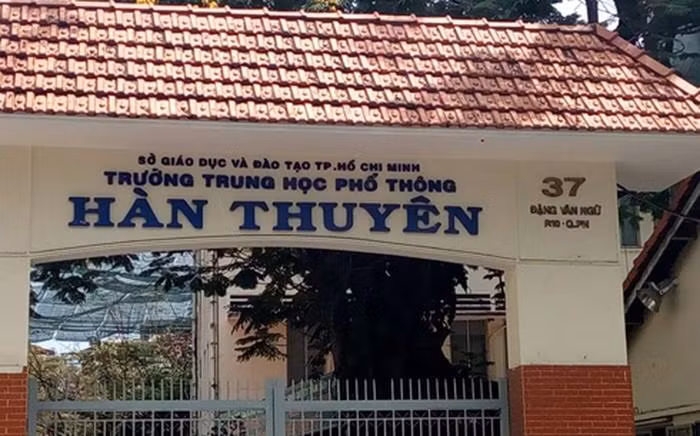 SỞ GIÁO DỤC VÀ ĐÀO TẠO TP.HỒ CHÍ MINH
TRƯỜNG TRUNG HỌC PHỔ THÔNG
HÀN THUYÊN
37
ĐẶNG VĂN NGỮ
P.10 - Q.PN